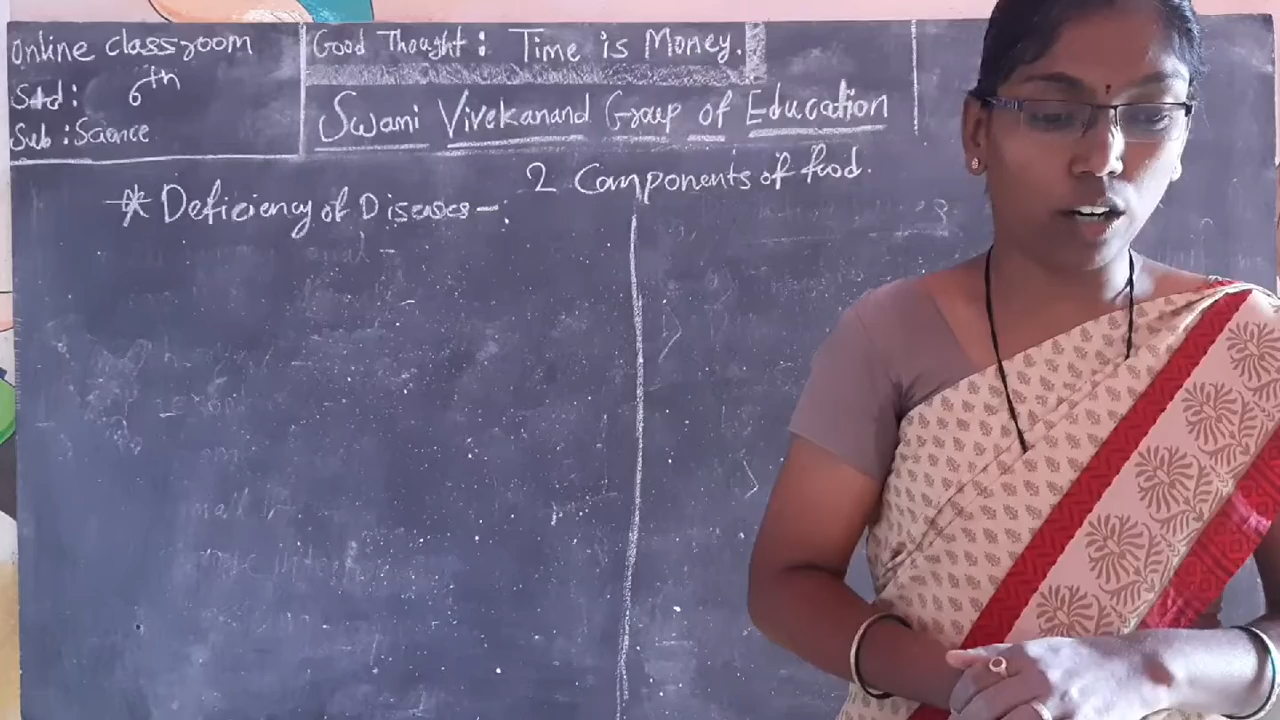 Online classroom
Std: 6th
Sub: Science
Good Thought: Time is Money.
Swami Vivekanand Group of Education
2 Components of food.
* Deficiency of Diseases -: